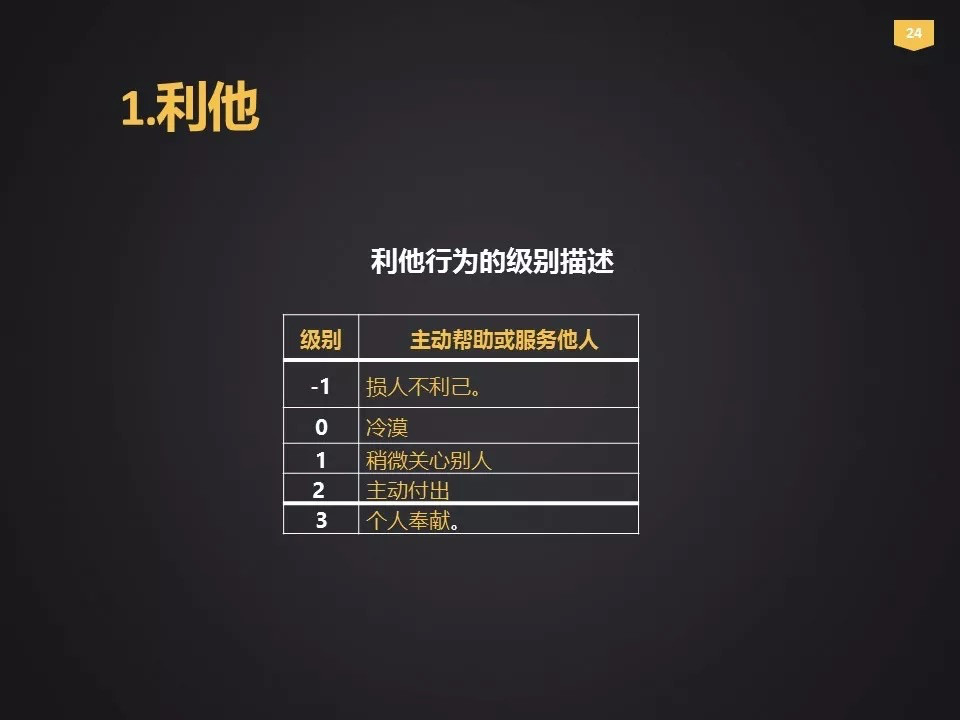 24
1.利他
利他行为的级别描述
级别 主动帮助或服务他人
-1 损人不利己。
0 冷漠
1 稍微关心别人
2 主动付出
3 个人奉献。